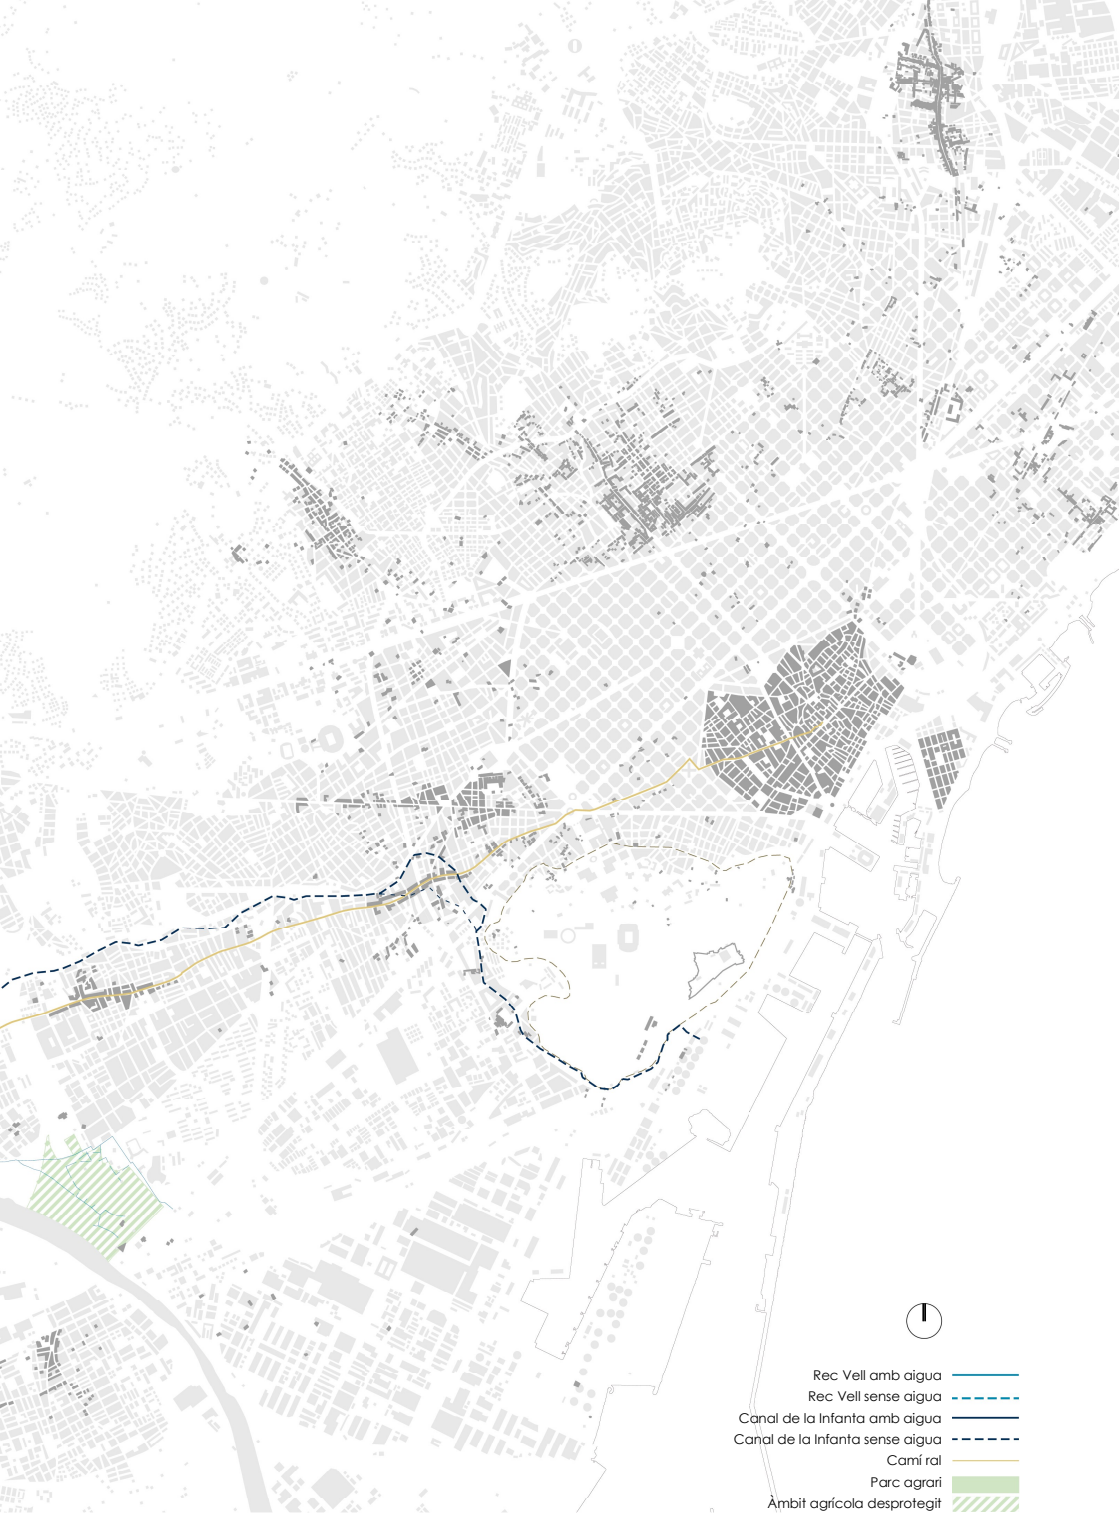 Rec Vell amb aigua
Rec Vell sense aigua
Canal de la Infanta amb aigua
Canal de la Infanta sense aigua
Camí ral
Parc agrari
Àmbit agrícola desprotegit